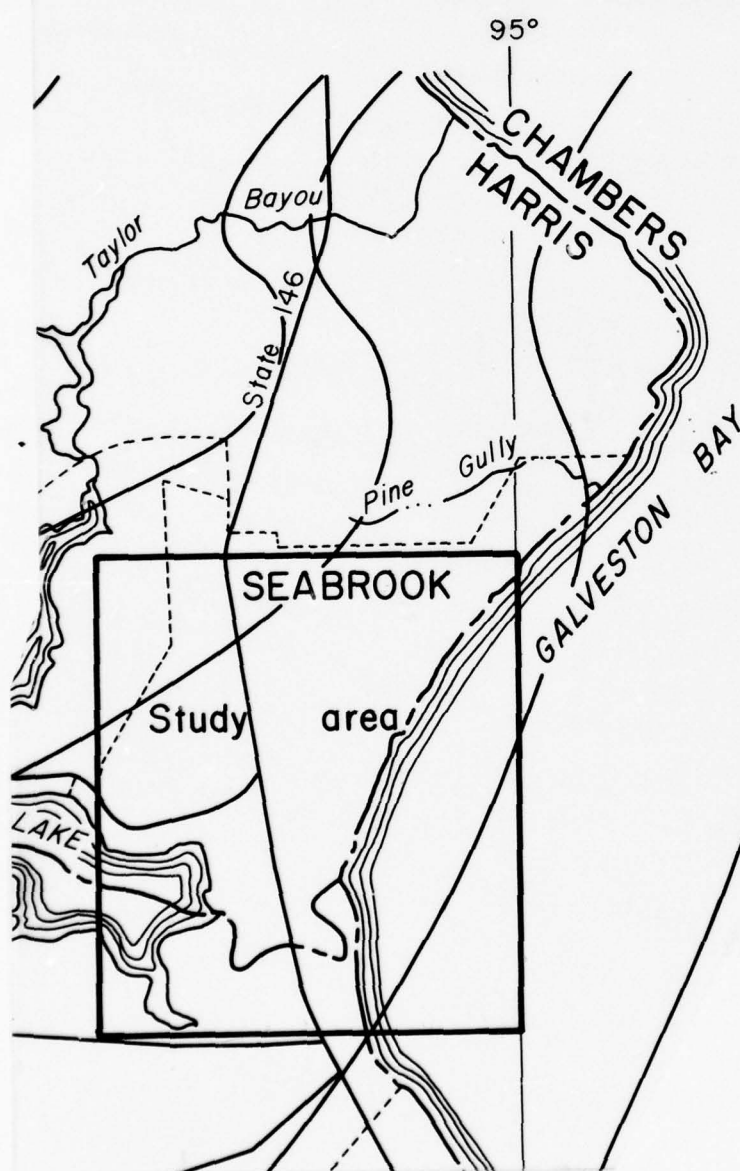 95°
CHAMBERS
HARRIS
Taylor
Bayou
State 146
Pine
Gully
GALVESTON BAY
SEABROOK
Study area
LAKE